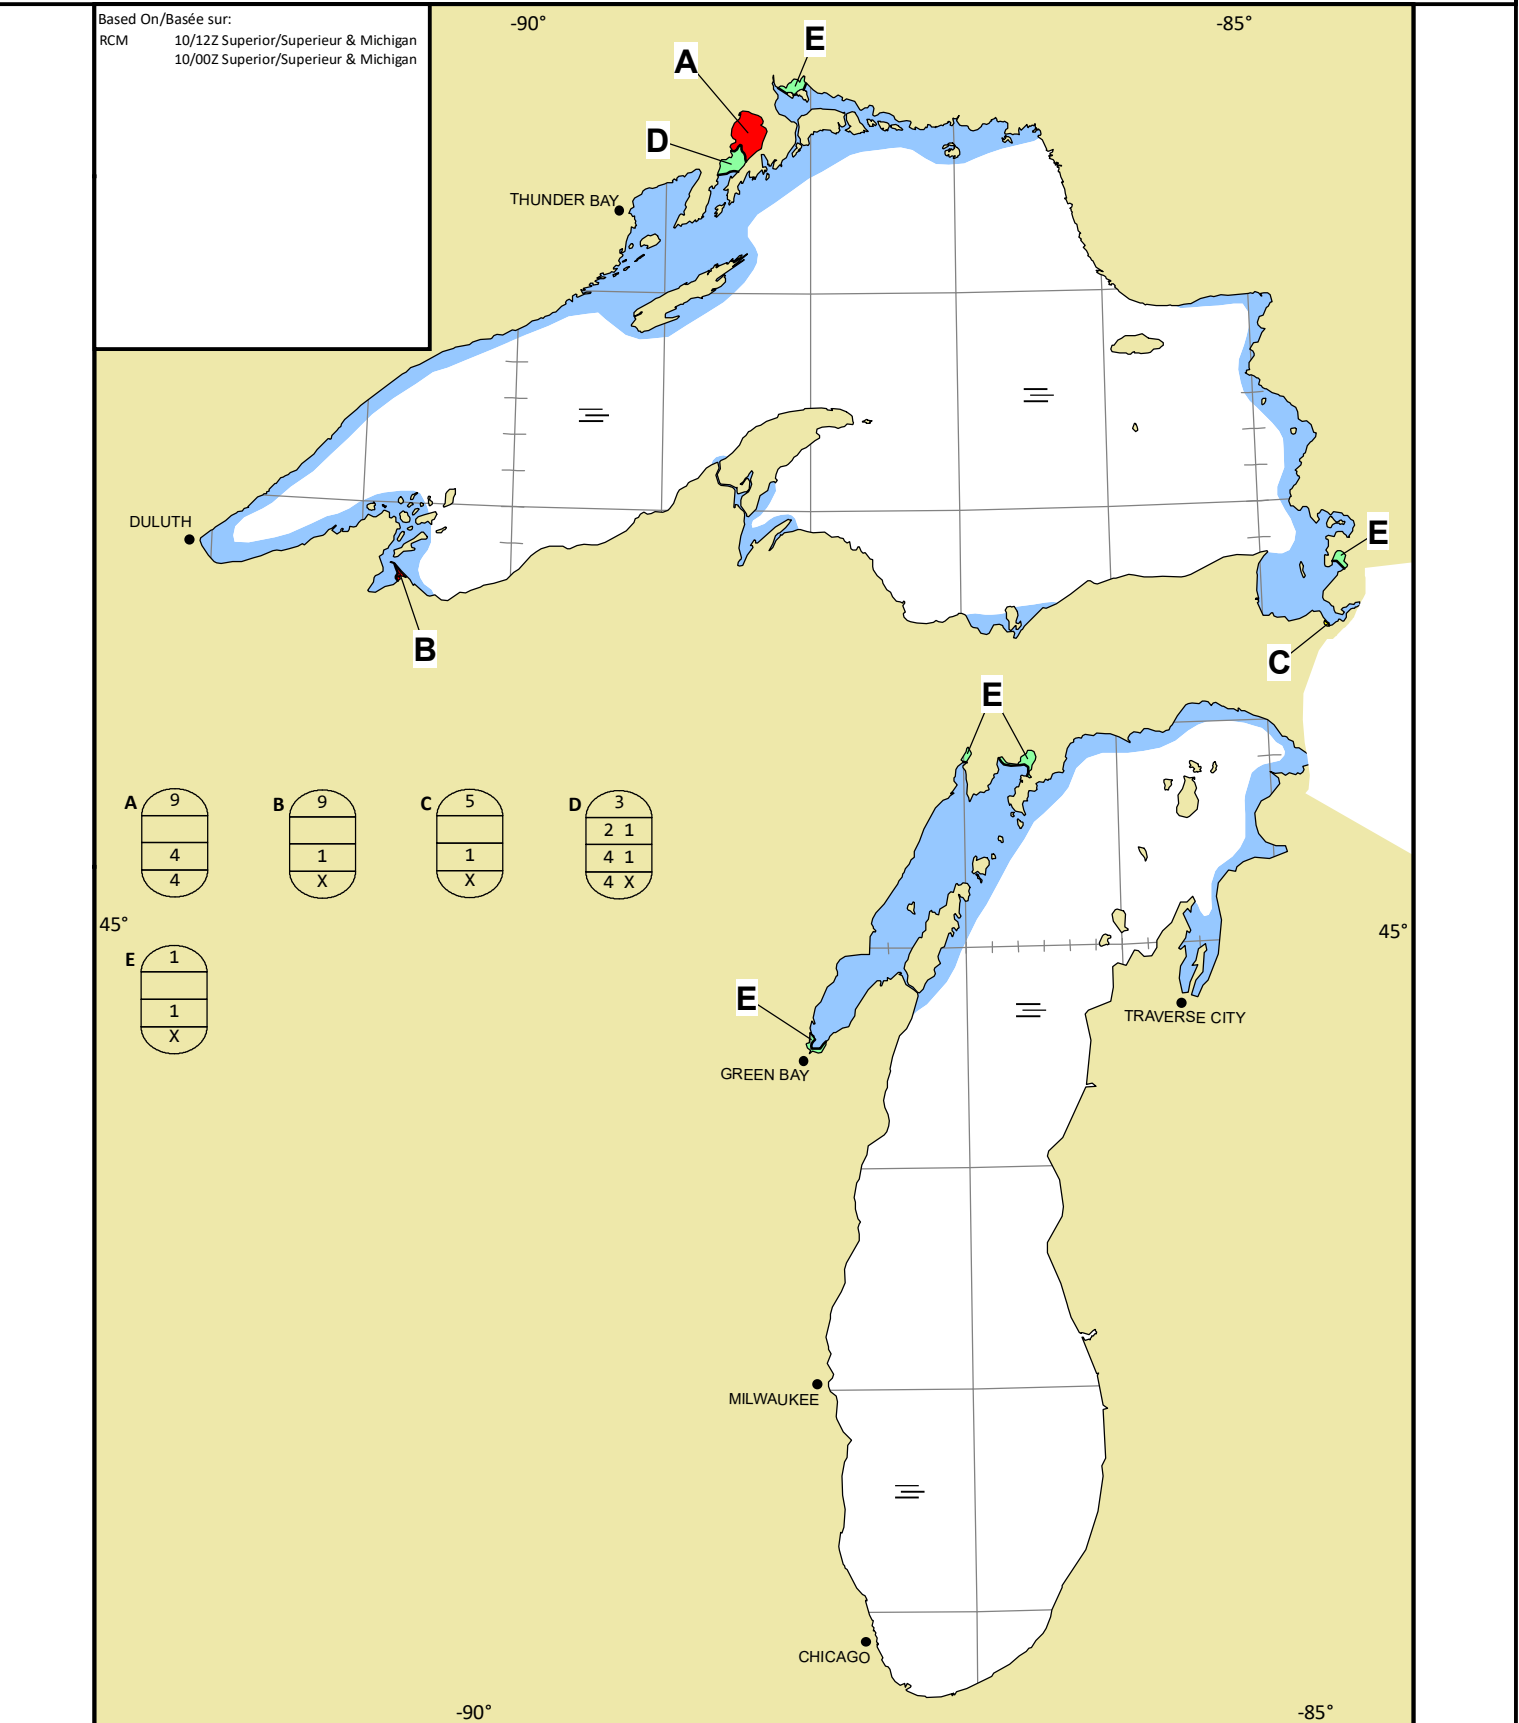 Based On/Basée sur:
RCM 10/12Z Superior/Superieur & Michigan
10/00Z Superior/Superieur & Michigan
-90°
-85°
E
A
D
THUNDER BAY
DULUTH
E
B
C
E
A
9
4
4
B
9
1
X
C
5
1
X
D
3
2 1
4 1
4 X
45°
45°
E
1
1
X
E
TRAVERSE CITY
GREEN BAY
MILWAUKEE
CHICAGO
-90°
-85°